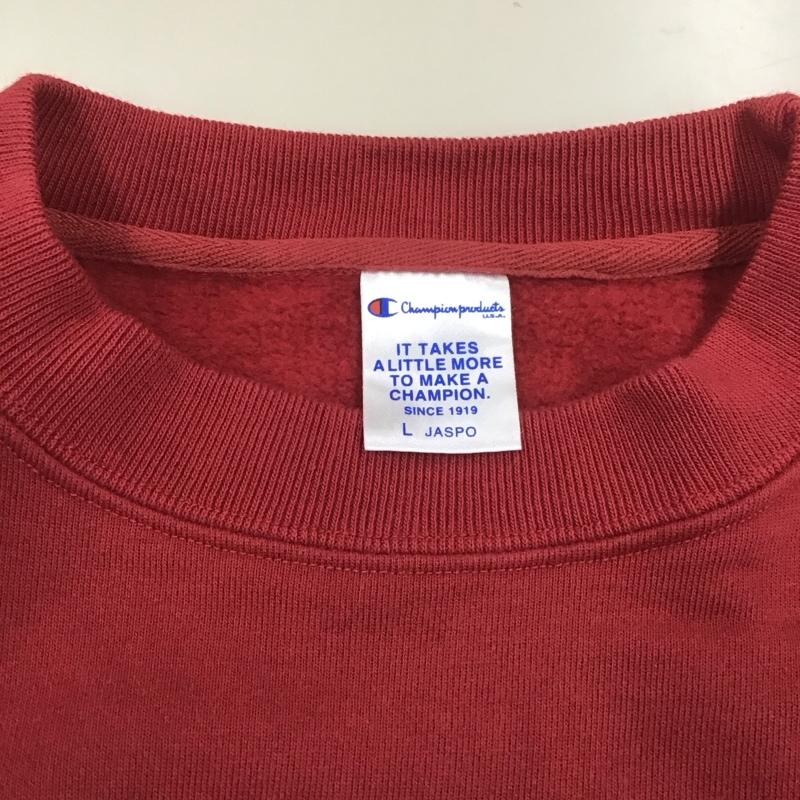 Champion products
U.S.A.
IT TAKES
A LITTLE MORE
TO MAKE A
CHAMPION.
SINCE 1919
L JASPO